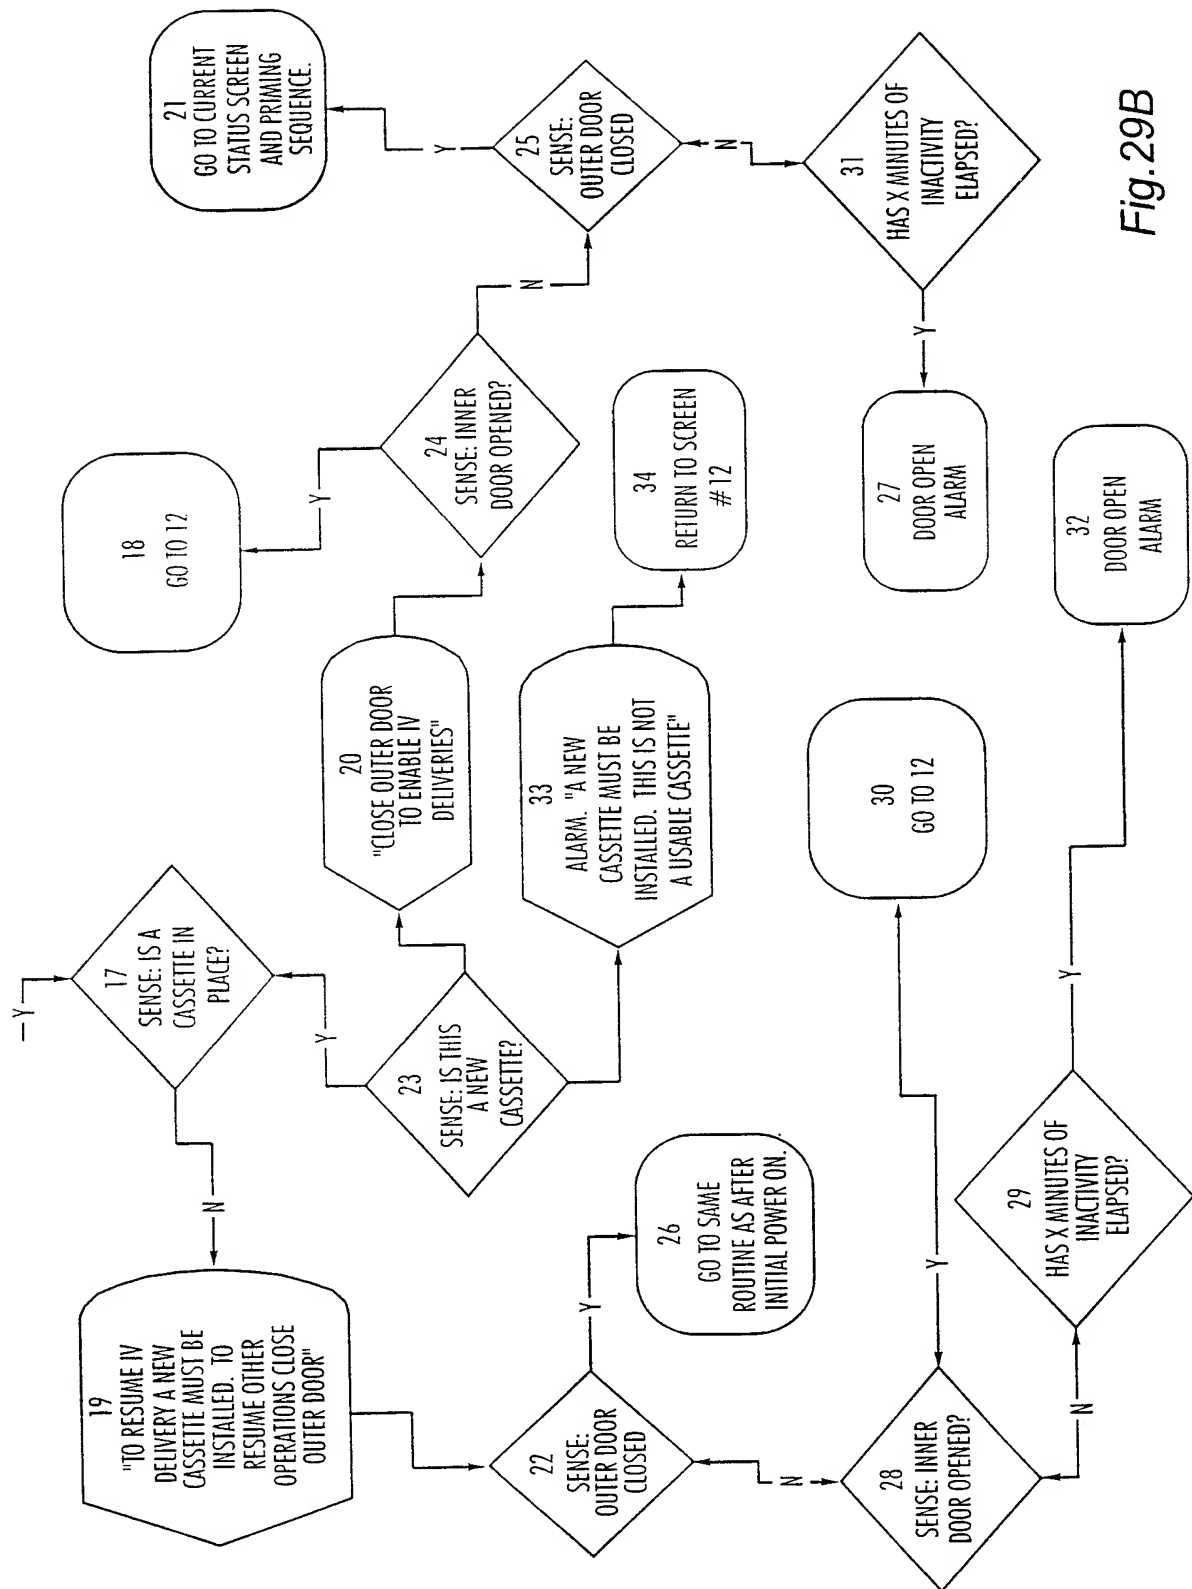 – Y
17
SENSE: IS A
CASSETTE IN
PLACE?
N
Y
19
"TO RESUME IV
DELIVERY A NEW
CASSETTE MUST BE
INSTALLED. TO
RESUME OTHER
OPERATIONS CLOSE
OUTER DOOR"
23
SENSE: IS THIS
A NEW
CASSETTE?
20
"CLOSE OUTER DOOR
TO ENABLE IV
DELIVERIES"
18
GO TO 12
Y
24
SENSE: INNER
DOOR OPENED?
N
21
GO TO CURRENT
STATUS SCREEN
AND PRIMING
SEQUENCE.
Y
25
SENSE:
OUTER DOOR
CLOSED
N
33
ALARM. "A NEW
CASSETTE MUST BE
INSTALLED. THIS IS NOT
A USABLE CASSETTE"
34
RETURN TO SCREEN
#12
31
HAS X MINUTES OF
INACTIVITY
ELAPSED?
Y
27
DOOR OPEN
ALARM
22
SENSE:
OUTER DOOR
CLOSED
Y
26
GO TO SAME
ROUTINE AS AFTER
INITIAL POWER ON.
N
28
SENSE: INNER
DOOR OPENED?
Y
30
GO TO 12
N
29
HAS X MINUTES OF
INACTIVITY
ELAPSED?
Y
32
DOOR OPEN
ALARM
Fig.29B